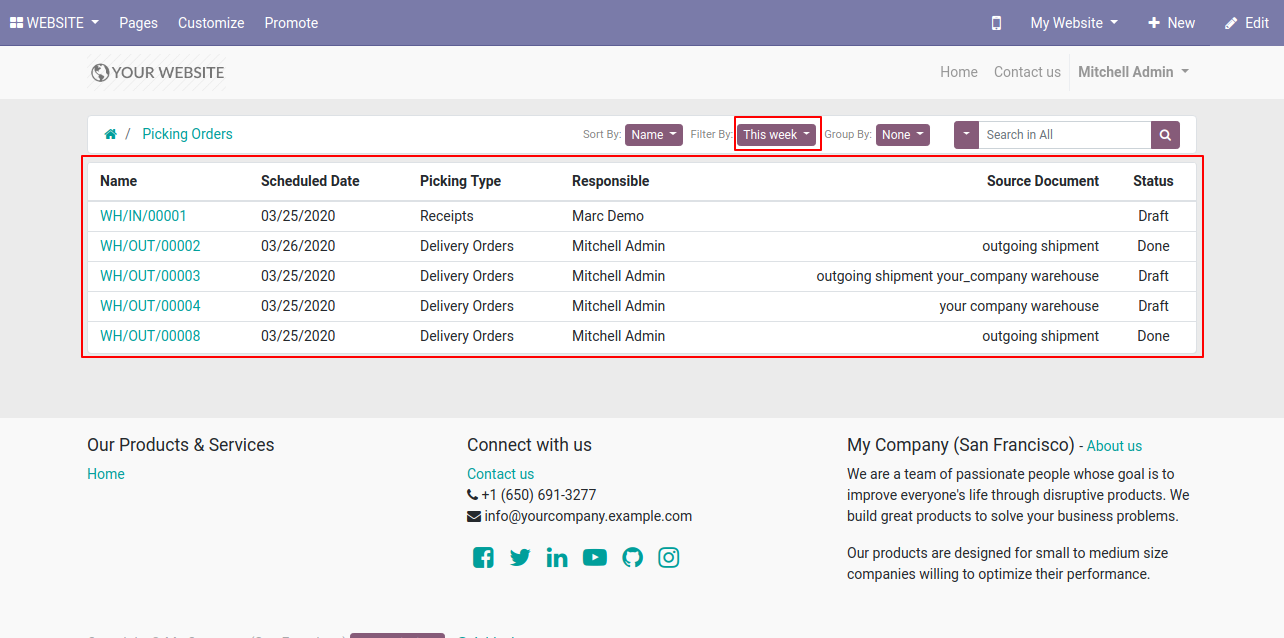 WEBSITE Pages Customize Promote My Website New Edit
YOUR WEBSITE Home Contact us Mitchell Admin
/ Picking Orders Sort By: Name Filter By: This week Group By: None Search in All
Name Scheduled Date Picking Type Responsible Source Document Status
WH/IN/00001 03/25/2020 Receipts Marc Demo Draft
WH/OUT/00002 03/26/2020 Delivery Orders Mitchell Admin outgoing shipment Done
WH/OUT/00003 03/25/2020 Delivery Orders Mitchell Admin outgoing shipment your_company warehouse Draft
WH/OUT/00004 03/25/2020 Delivery Orders Mitchell Admin your company warehouse Draft
WH/OUT/00008 03/25/2020 Delivery Orders Mitchell Admin outgoing shipment Done
Our Products & Services
Home
Connect with us
Contact us
+1 (650) 691-3277
info@yourcompany.example.com
My Company (San Francisco) - About us
We are a team of passionate people whose goal is to
improve everyone's life through disruptive products. We
build great products to solve your business problems.
Our products are designed for small to medium size
companies willing to optimize their performance.